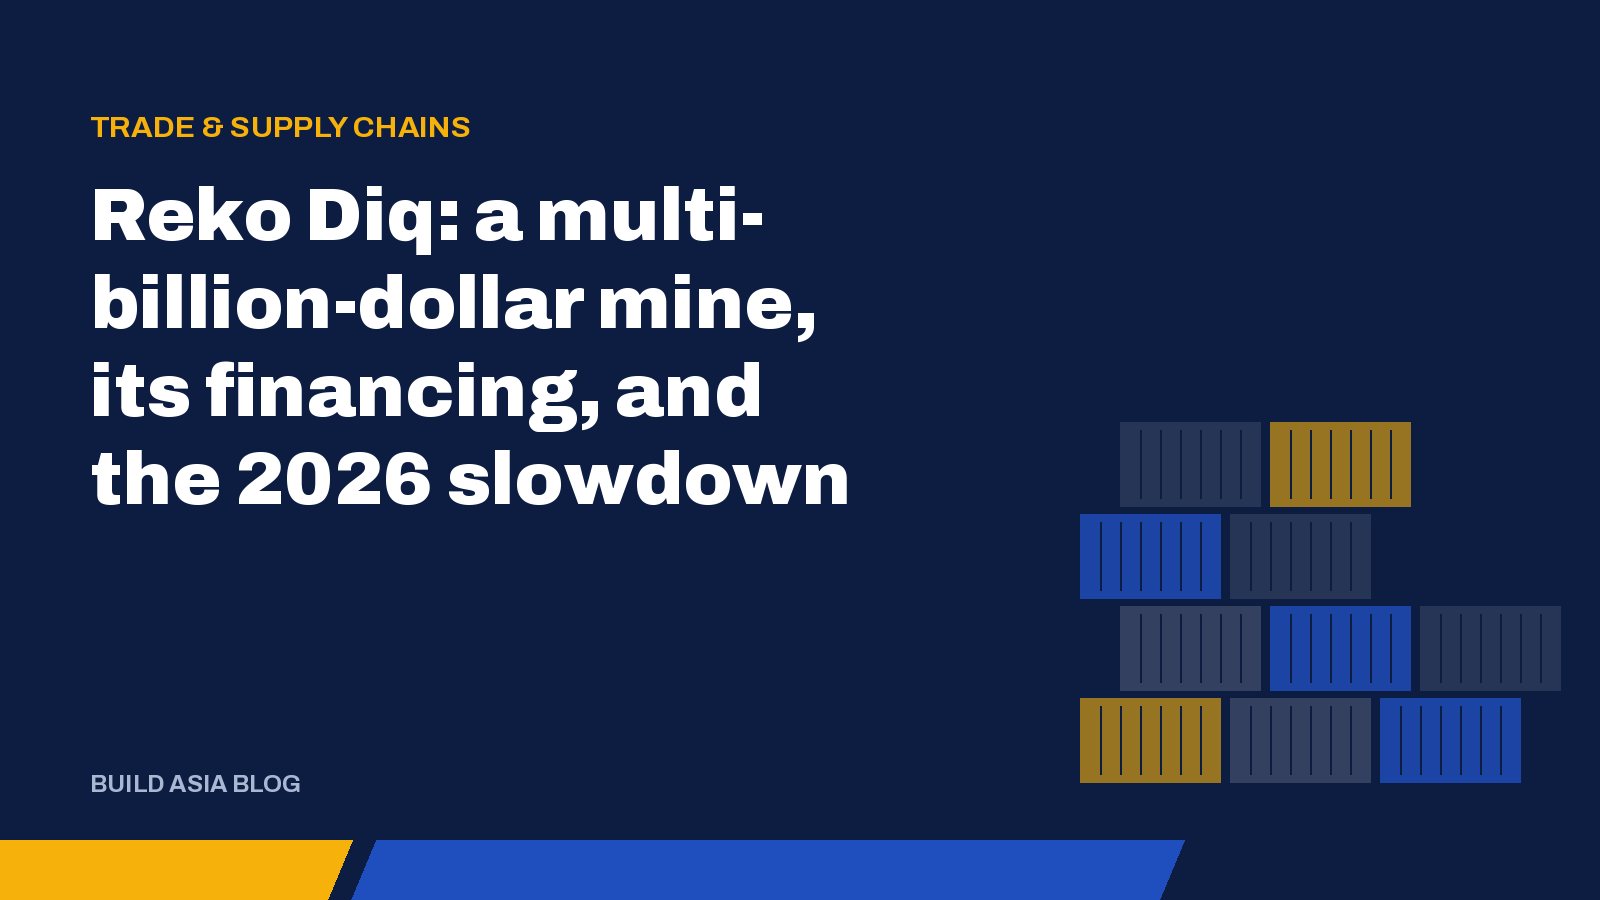 TRADE & SUPPLY CHAINS
Reko Diq: a multi-
billion-dollar mine,
its financing, and
the 2026 slowdown
BUILD ASIA BLOG